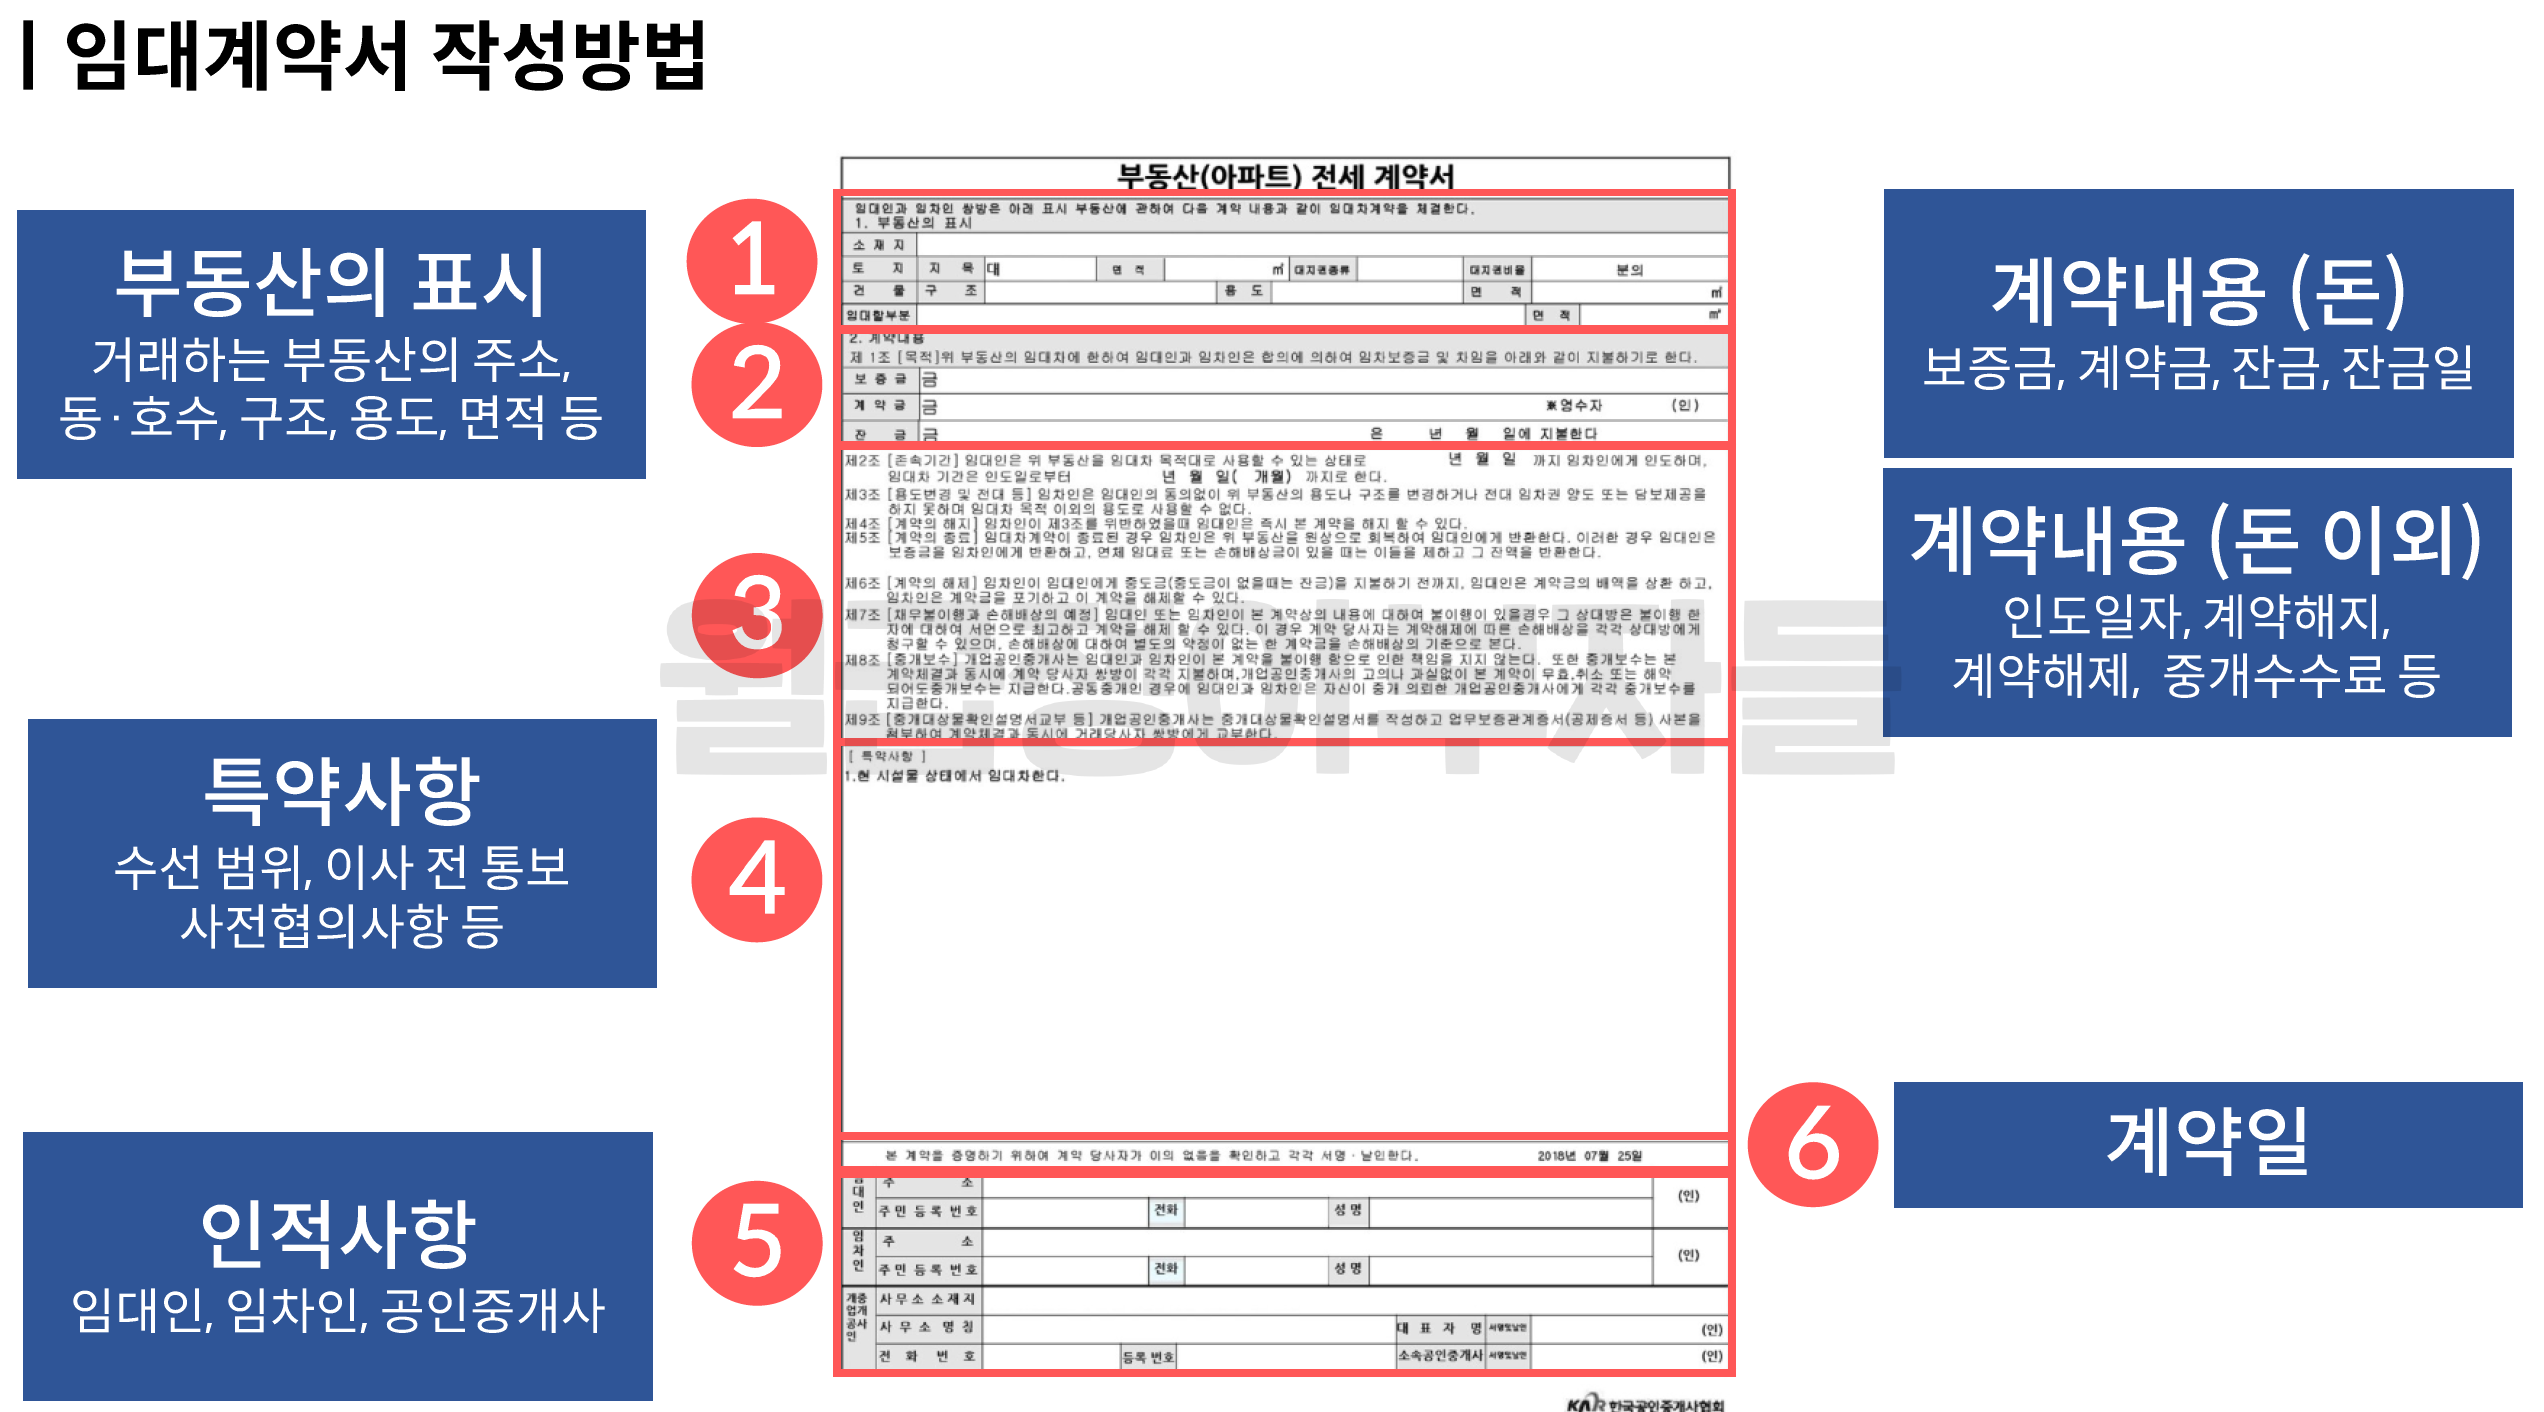 | 임대계약서 작성방법
부동산의 표시
거래하는 부동산의 주소,
동·호수, 구조, 용도, 면적 등
특약사항
수선 범위, 이사 전 통보
사전협의사항 등
인적사항
임대인, 임차인, 공인중개사
1
2
3
4
5
부동산(아파트) 전세 계약서
임대인과 임차인 쌍방은 아래 표시 부동산에 관하여 다음 계약 내용과 같이 임대차계약을 체결한다.
1. 부동산의 표시
소 재 지
토 지 지 목 대 면 적 ㎡ 대지권종류 대지권비율 분의
건 물 구 조 용 도 면 적 ㎡
임대할부분 면 적 ㎡
2. 계약내용
제 1조 [목적]위 부동산의 임대차에 한하여 임대인과 임차인은 합의에 의하여 임차보증금 및 차임을 아래와 같이 지불하기로 한다.
보 증 금 금
계 약 금 금 ※영수자 (인)
잔 금 금 은 년 월 일에 지불한다
제2조 [존속기간] 임대인은 위 부동산을 임대차 목적대로 사용할 수 있는 상태로 년 월 일 까지 임차인에게 인도하며,
임대차 기간은 인도일로부터 년 월 일( 개월) 까지로 한다.
제3조 [용도변경 및 전대 등] 임차인은 임대인의 동의없이 위 부동산의 용도나 구조를 변경하거나 전대 임차권 양도 또는 담보제공을
하지 못하며 임대차 목적 이외의 용도로 사용할 수 없다.
제4조 [계약의 해지] 임차인이 제3조를 위반하였을때 임대인은 즉시 본 계약을 해지 할 수 있다.
제5조 [계약의 종료] 임대차계약이 종료된 경우 임차인은 위 부동산을 원상으로 회복하여 임대인에게 반환한다. 이러한 경우 임대인은
보증금을 임차인에게 반환하고, 연체 임대료 또는 손해배상금이 있을 때는 이들을 제하고 그 잔액을 반환한다.
제6조 [계약의 해제] 임차인이 임대인에게 중도금(중도금이 없을때는 잔금)을 지불하기 전까지, 임대인은 계약금의 배액을 상환 하고,
임차인은 계약금을 포기하고 이 계약을 해제할 수 있다.
제7조 [채무불이행과 손해배상의 예정] 임대인 또는 임차인이 본 계약상의 내용에 대하여 불이행이 있을경우 그 상대방은 불이행 한
자에 대하여 서면으로 최고하고 계약을 해제 할 수 있다. 이 경우 계약 당사자는 계약해제에 따른 손해배상을 각각 상대방에게
청구할 수 있으며, 손해배상에 대하여 별도의 약정이 없는 한 계약금을 손해배상의 기준으로 본다.
제8조 [중개보수] 개업공인중개사는 임대인과 임차인이 본 계약을 불이행 함으로 인한 책임을 지지 않는다. 또한 중개보수는 본
계약체결과 동시에 계약 당사자 쌍방이 각각 지불하며,개업공인중개사의 고의나 과실없이 본 계약이 무효,취소 또는 해약
되어도중개보수는 지급한다.공동중개인 경우에 임대인과 임차인은 자신이 중개 의뢰한 개업공인중개사에게 각각 중개보수를
지급한다.
제9조 [중개대상물확인설명서교부 등] 개업공인중개사는 중개대상물확인설명서를 작성하고 업무보증관계증서(공제증서 등) 사본을
첨부하여 계약체결과 동시에 거래당사자 쌍방에게 교부한다.
[ 특약사항 ]
1.현 시설물 상태에서 임대차한다.
본 계약을 증명하기 위하여 계약 당사자가 이의 없음을 확인하고 각각 서명·날인한다. 2018년 07월 25일
임대인 주 소 (인)
주민등록번호 전화 성명
임차인 주 소 (인)
주민등록번호 전화 성명
개업공인중개사 사무소소재지
사 무 소 명 칭 대 표 자 명 서명및날인 (인)
전 화 번 호 등록 번호 소속공인중개사 서명및날인 (인)
KAR 한국공인중개사협회
계약내용 (돈)
보증금, 계약금, 잔금, 잔금일
계약내용 (돈 이외)
인도일자, 계약해지,
계약해제, 중개수수료 등
6
계약일